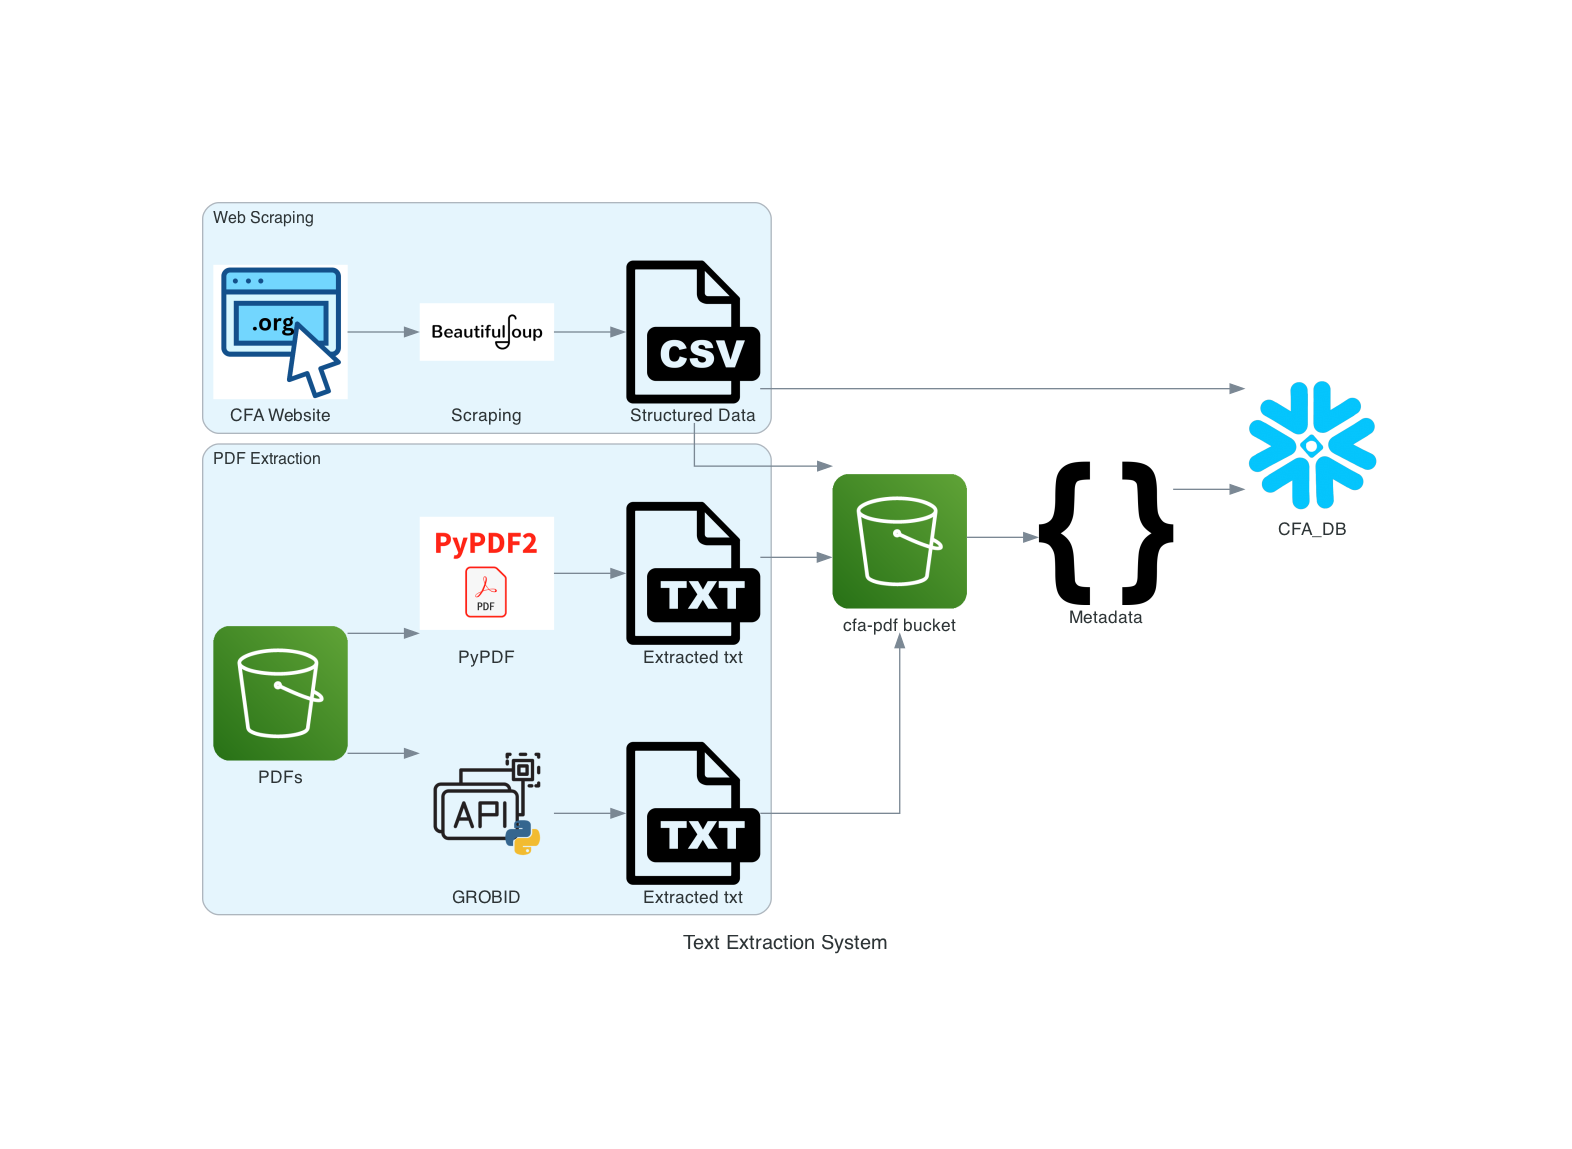 Web Scraping
.org
BeautifulSoup
CSV
CFA Website
Scraping
Structured Data
PDF Extraction
PyPDF2
PDF
TXT
PyPDF
Extracted txt
PDFs
API
TXT
GROBID
Extracted txt
cfa-pdf bucket
{ }
Metadata
CFA_DB
Text Extraction System